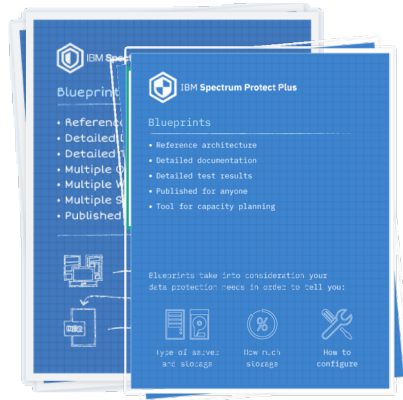 IBM Spect
Blueprint
• Referenc
• Detailed
• Detailed T
• Multiple O
• Multiple W
• Multiple S
• Published
IBM Spectrum Protect Plus
Blueprints
• Reference architecture
• Detailed documentation
• Detailed test results
• Published for anyone
• Tool for capacity planning
Blueprints take into consideration your
data protection needs in order to tell you:
Type of server
and storage
How much
storage
How to
configure